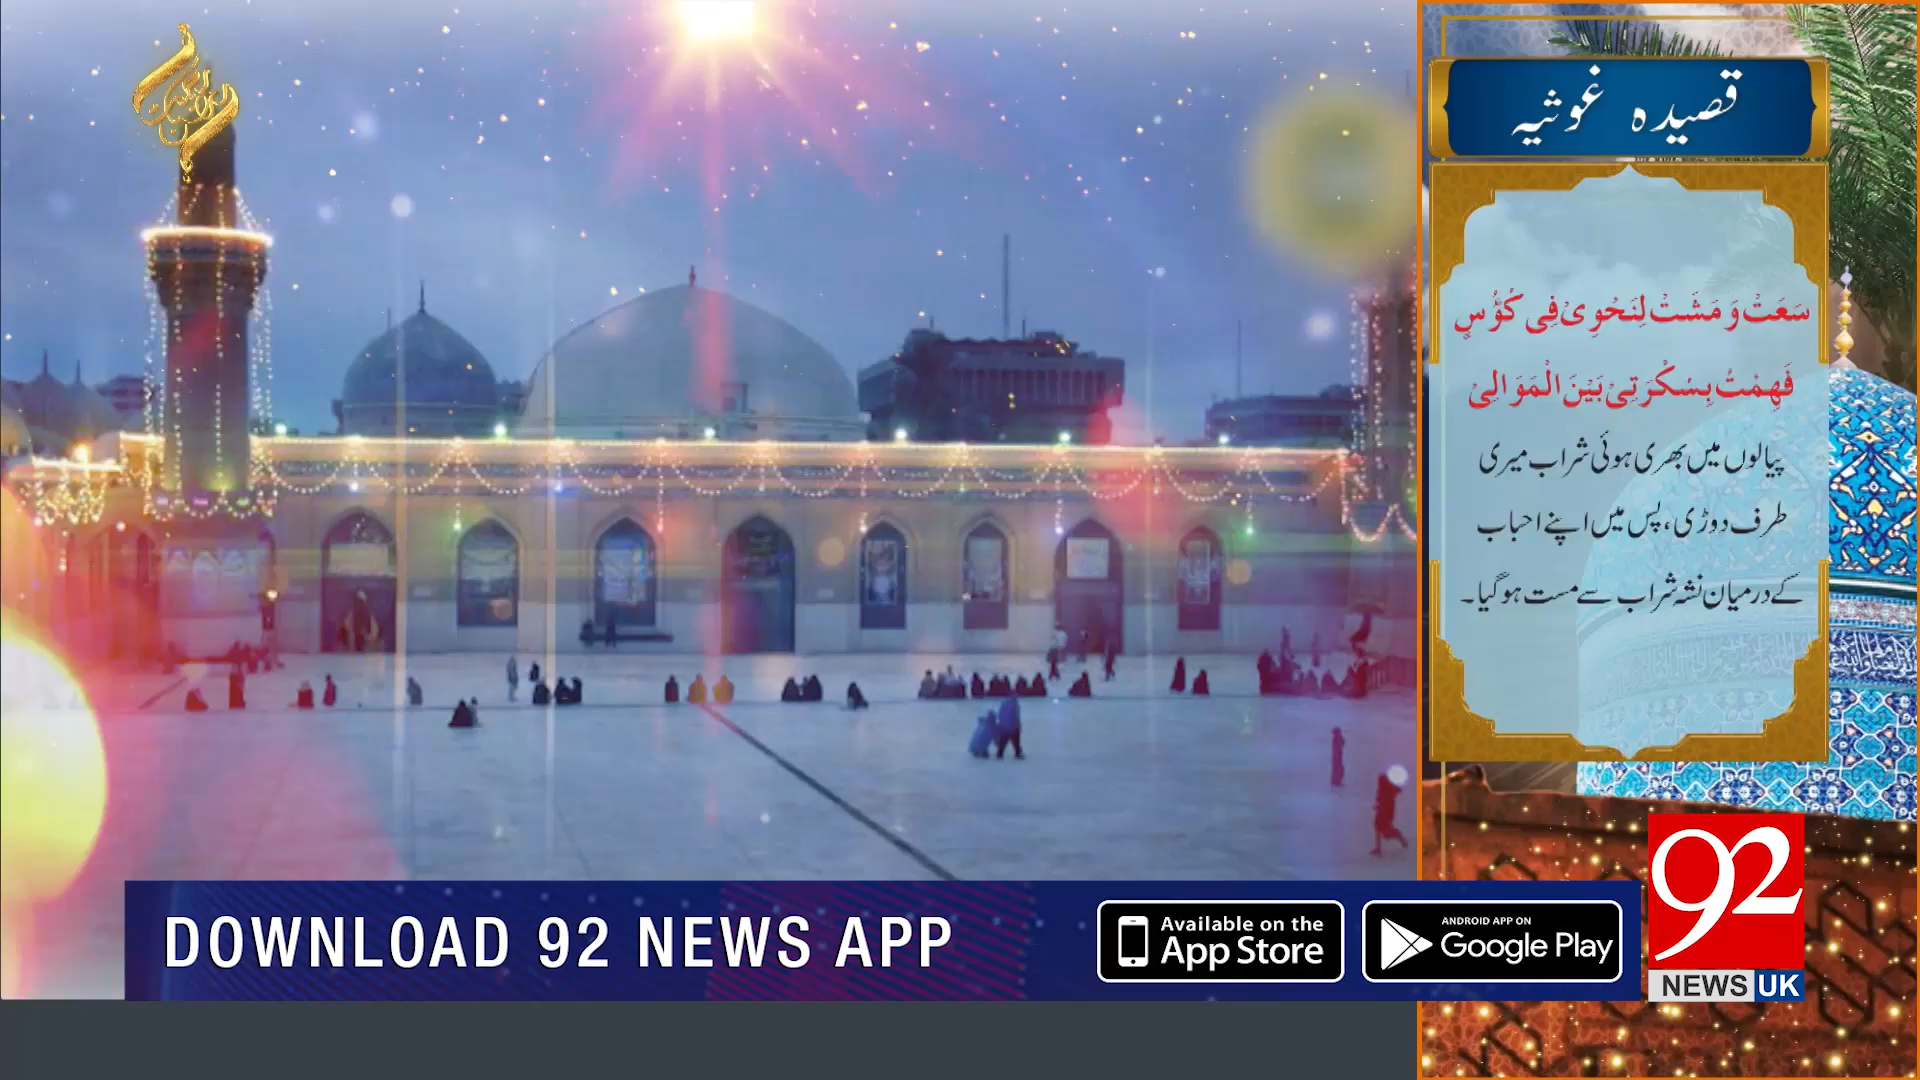 قصیدہ غوثیہ
سَعَتْ وَ مَشَتْ لِنَحْوِیْ فِی کُؤُسٍ
فَهِمْتُ بِسُکْرَتِیْ بَیْنَ الْمَوَالِیْ
پیالوں میں بھری ہوئی شراب میری
طرف دوڑی، پس میں اپنے احباب
کے درمیان نشہ شراب سے مست ہو گیا۔
DOWNLOAD 92 NEWS APP
Available on the
App Store
ANDROID APP ON
Google Play
92
NEWS UK